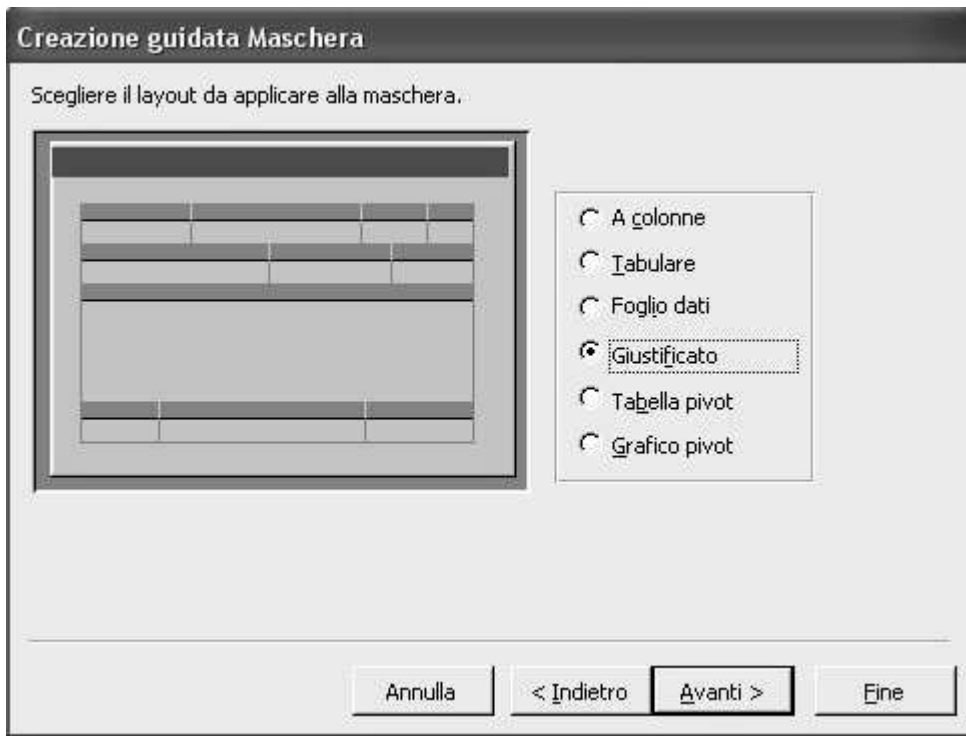 Creazione guidata Maschera
Scegliere il layout da applicare alla maschera.
A colonne
Tabulare
Foglio dati
Giustificato
Tabella pivot
Grafico pivot
Annulla
< Indietro
Avanti >
Fine